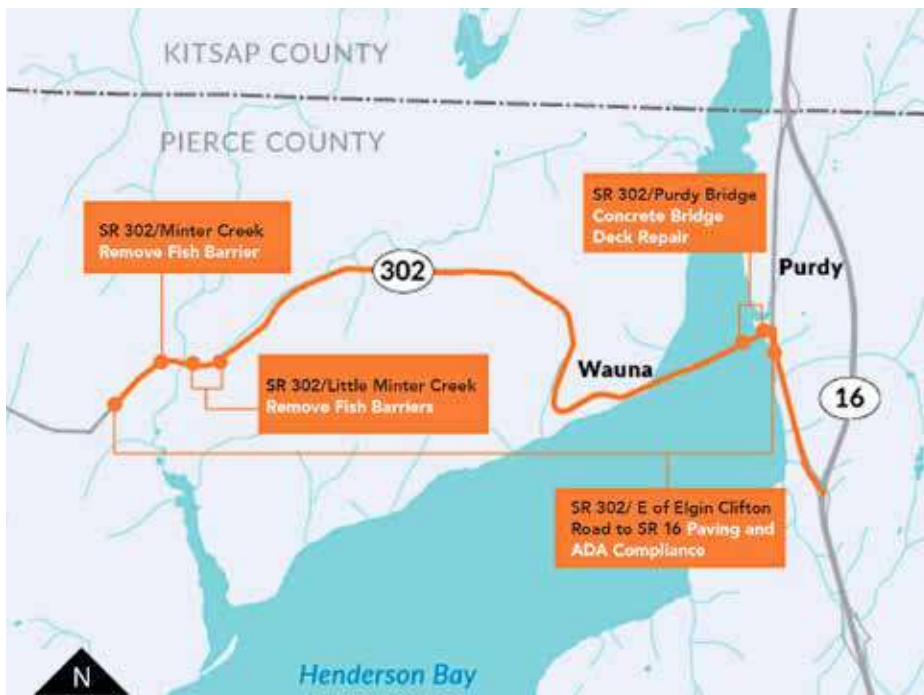 KITSAP COUNTY
PIERCE COUNTY
SR 302/Minter Creek
Remove Fish Barrier
302
SR 302/Purdy Bridge
Concrete Bridge
Deck Repair
Purdy
Wauna
SR 302/Little Minter Creek
Remove Fish Barriers
16
SR 302/ E of Elgin Clifton
Road to SR 16 Paving and
ADA Compliance
Henderson Bay
N